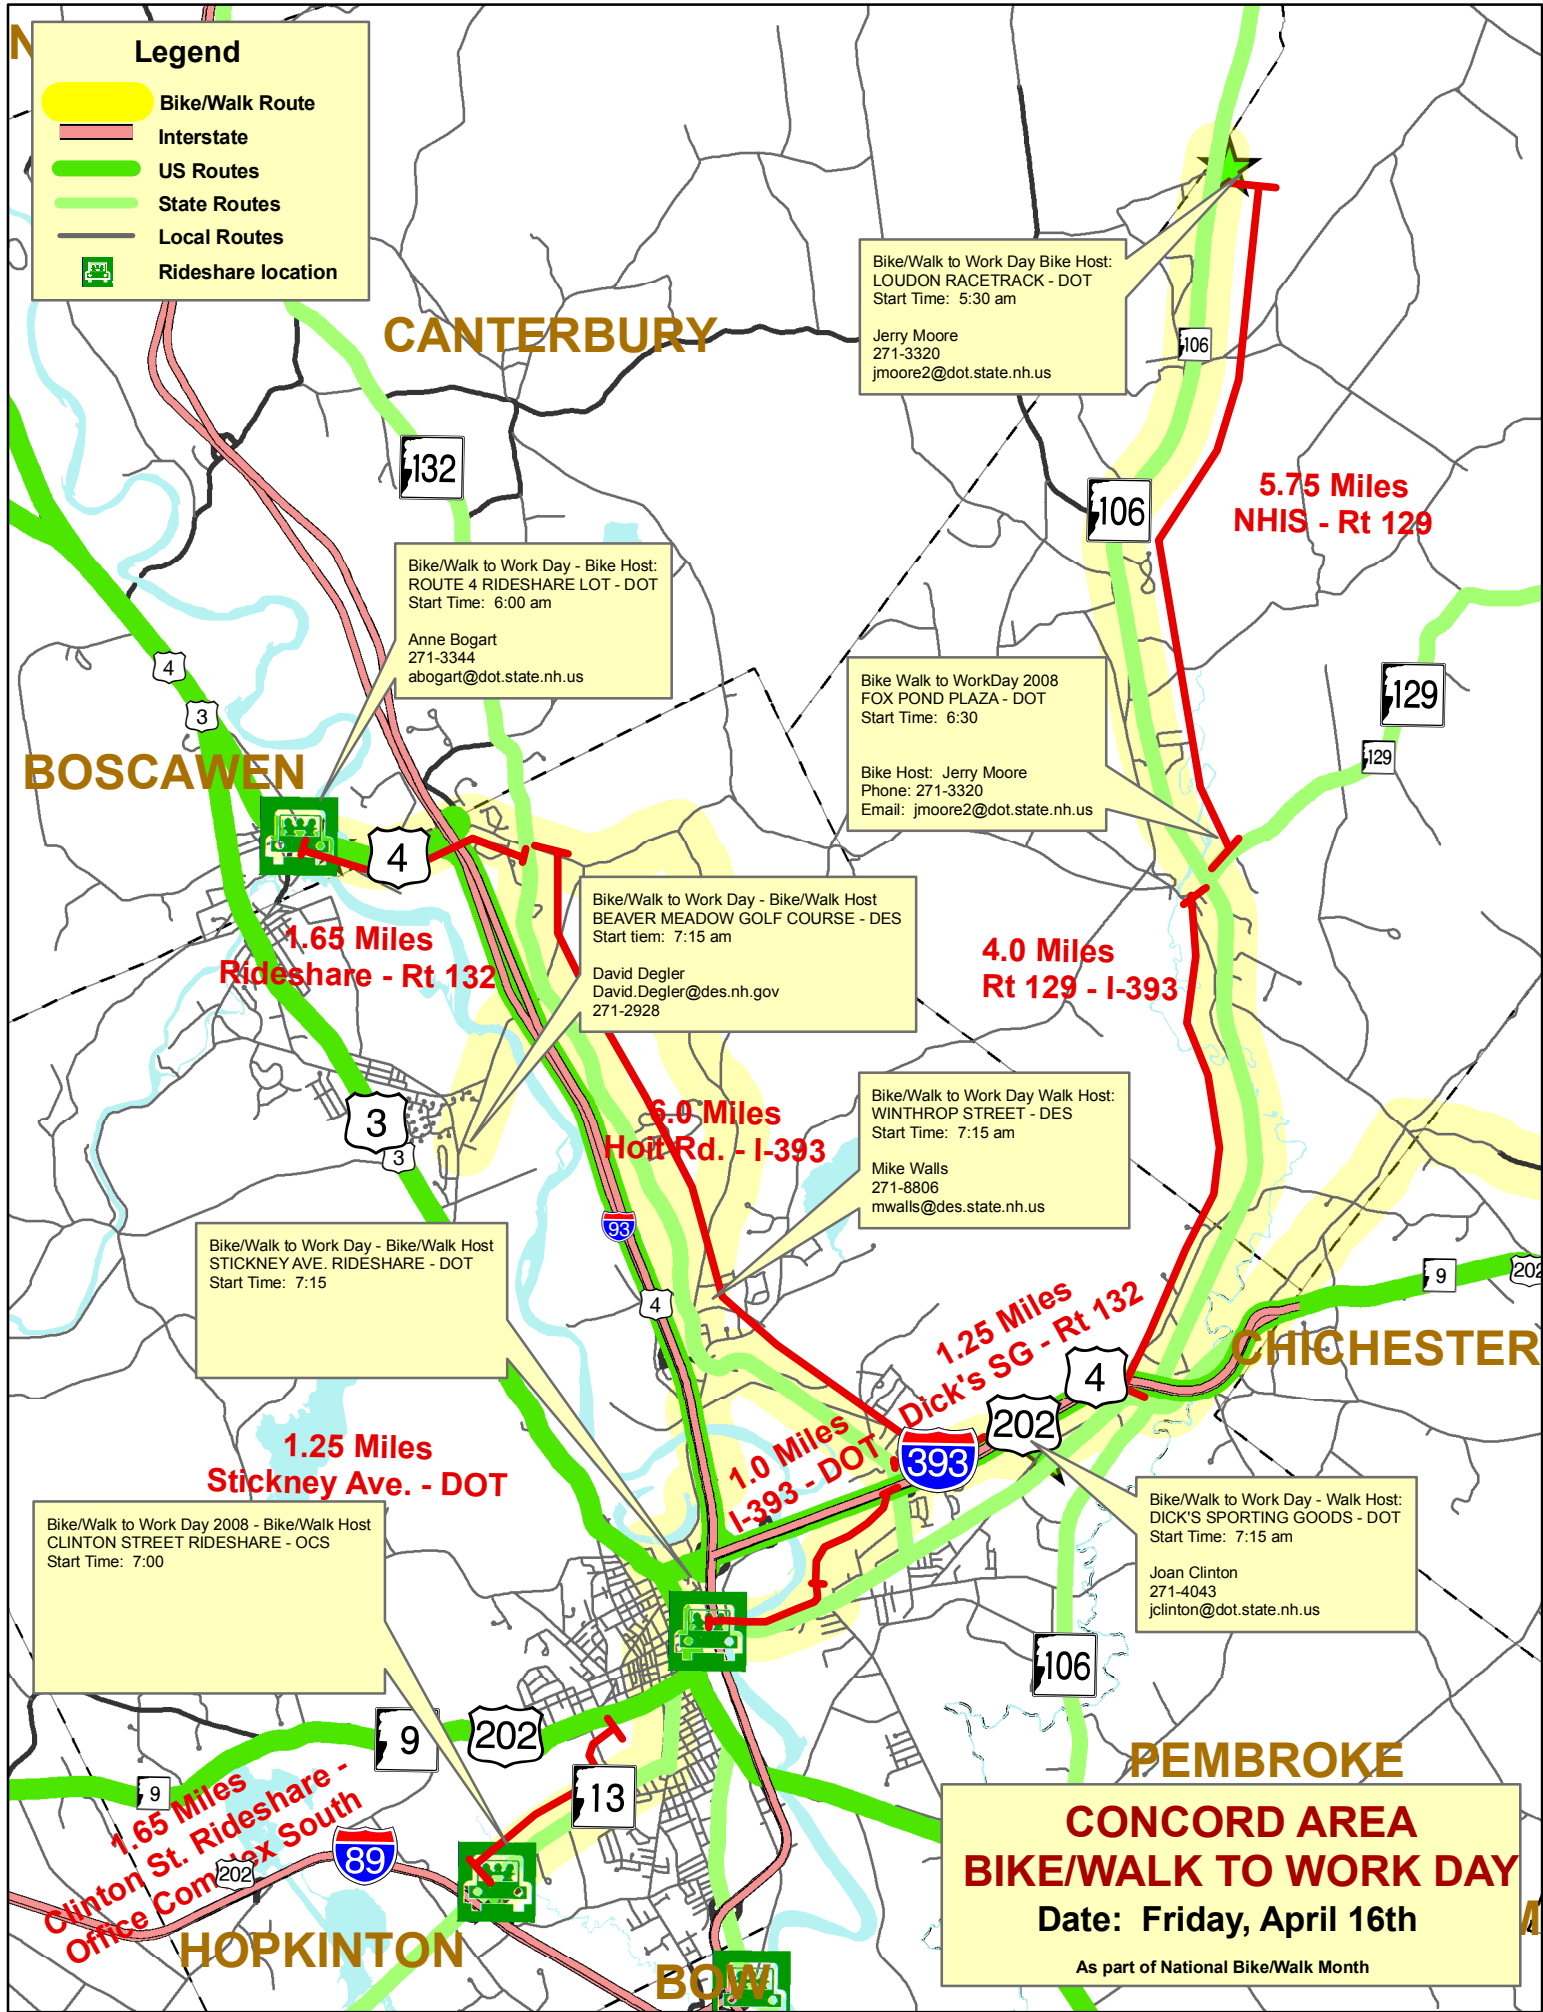 N
Legend
Bike/Walk Route
Interstate
US Routes
State Routes
Local Routes
Rideshare location
CANTERBURY
Bike/Walk to Work Day Bike Host:
LOUDON RACETRACK - DOT
Start Time: 5:30 am
Jerry Moore
271-3320
jmoore2@dot.state.nh.us
106
132
106
5.75 Miles
NHIS - Rt 129
Bike/Walk to Work Day - Bike Host:
ROUTE 4 RIDESHARE LOT - DOT
Start Time: 6:00 am
Anne Bogart
271-3344
abogart@dot.state.nh.us
4
3
Bike Walk to WorkDay 2008
FOX POND PLAZA - DOT
Start Time: 6:30
Bike Host: Jerry Moore
Phone: 271-3320
Email: jmoore2@dot.state.nh.us
129
129
BOSCAWEN
4
1.65 Miles
Rideshare - Rt 132
Bike/Walk to Work Day - Bike/Walk Host
BEAVER MEADOW GOLF COURSE - DES
Start tiem: 7:15 am
David Degler
David.Degler@des.nh.gov
271-2928
4.0 Miles
Rt 129 - I-393
3
3
6.0 Miles
Hoit Rd. - I-393
Bike/Walk to Work Day Walk Host:
WINTHROP STREET - DES
Start Time: 7:15 am
Mike Walls
271-8806
mwalls@des.state.nh.us
93
Bike/Walk to Work Day - Bike/Walk Host
STICKNEY AVE. RIDESHARE - DOT
Start Time: 7:15
4
9
202
1.25 Miles
Dick's SG - Rt 132
CHICHESTER
4
202
393
1.0 Miles
I-393 - DOT
1.25 Miles
Stickney Ave. - DOT
Bike/Walk to Work Day - Walk Host:
DICK'S SPORTING GOODS - DOT
Start Time: 7:15 am
Joan Clinton
271-4043
jclinton@dot.state.nh.us
Bike/Walk to Work Day 2008 - Bike/Walk Host
CLINTON STREET RIDESHARE - OCS
Start Time: 7:00
106
9
202
9
13
1.65 Miles
Clinton St. Rideshare -
Office Complex South
202
89
HOPKINTON
BOW
PEMBROKE
CONCORD AREA
BIKE/WALK TO WORK DAY
Date: Friday, April 16th
As part of National Bike/Walk Month